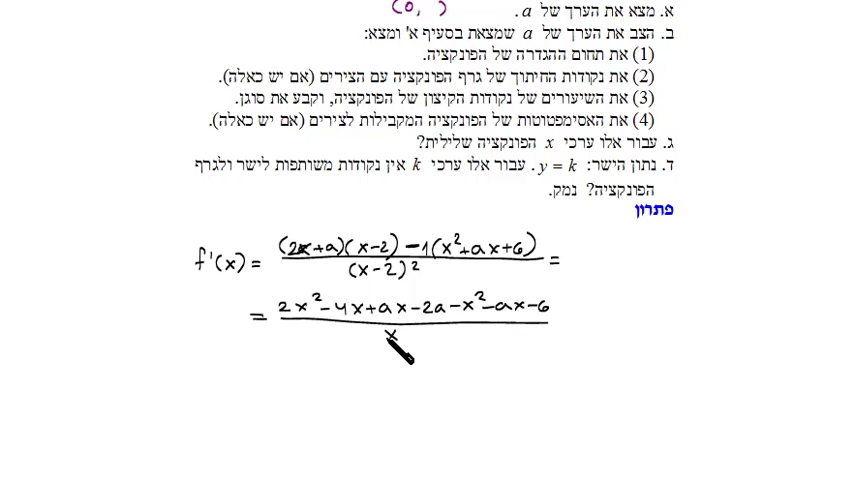 (0, )
א. מצא את הערך של a.
ב. הצב את הערך של a שמצאת בסעיף א' ומצא:
(1) את תחום ההגדרה של הפונקציה.
(2) את נקודות החיתוך של גרף הפונקציה עם הצירים (אם יש כאלה).
(3) את השיעורים של נקודות הקיצון של הפונקציה, וקבע את סוגן.
(4) את האסימפטוטות של הפונקציה המקבילות לצירים (אם יש כאלה).
ג. עבור אלו ערכי x הפונקציה שלילית?
ד. נתון הישר: y = k. עבור אלו ערכי k אין נקודות משותפות לישר ולגרף
הפונקציה? נמק.
פתרון
f'(x) = (2x+a)(x-2) -1(x²+ax+6) / (x-2)² =
= 2x²-4x+ax-2a-x²-ax-6 / x